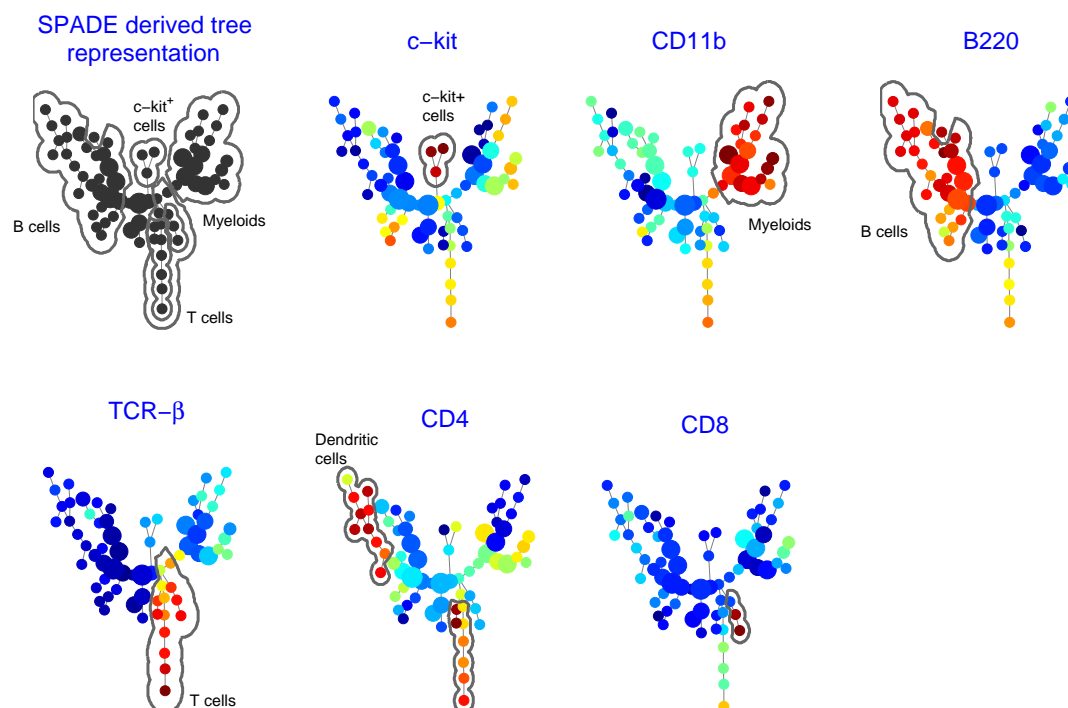 SPADE derived tree
representation
c−kit
CD11b
B220
c-kit⁺
cells
B cells
Myeloids
T cells
c−kit+
cells
Myeloids
B cells
TCR−β
CD4
CD8
Dendritic
cells
T cells